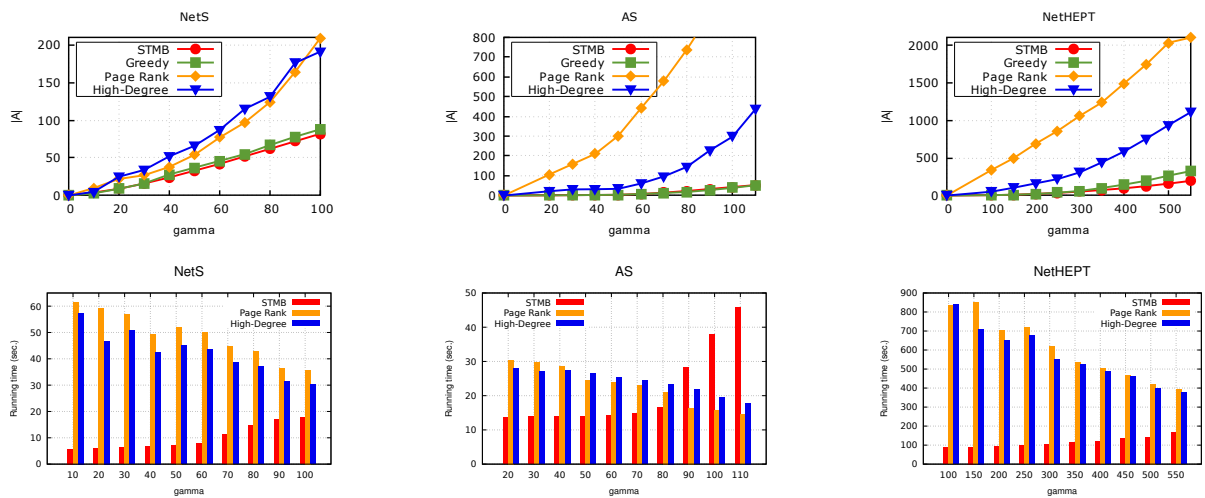 NetS
200
150
100
50
0
|A|
STMB
Greedy
Page Rank
High-Degree
0 20 40 60 80 100
gamma
AS
800
700
600
500
400
300
200
100
0
|A|
STMB
Greedy
Page Rank
High-Degree
0 20 40 60 80 100
gamma
NetHEPT
2000
1500
1000
500
0
|A|
STMB
Greedy
Page Rank
High-Degree
0 100 200 300 400 500
gamma
NetS
60
50
40
30
20
10
0
Running time (sec.)
STMB
Page Rank
High-Degree
10 20 30 40 50 60 70 80 90 100
gamma
AS
50
40
30
20
10
0
Running time (sec.)
STMB
Page Rank
High-Degree
20 30 40 50 60 70 80 90 100 110
gamma
NetHEPT
900
800
700
600
500
400
300
200
100
0
Running time (sec.)
STMB
Page Rank
High-Degree
100 150 200 250 300 350 400 450 500 550
gamma